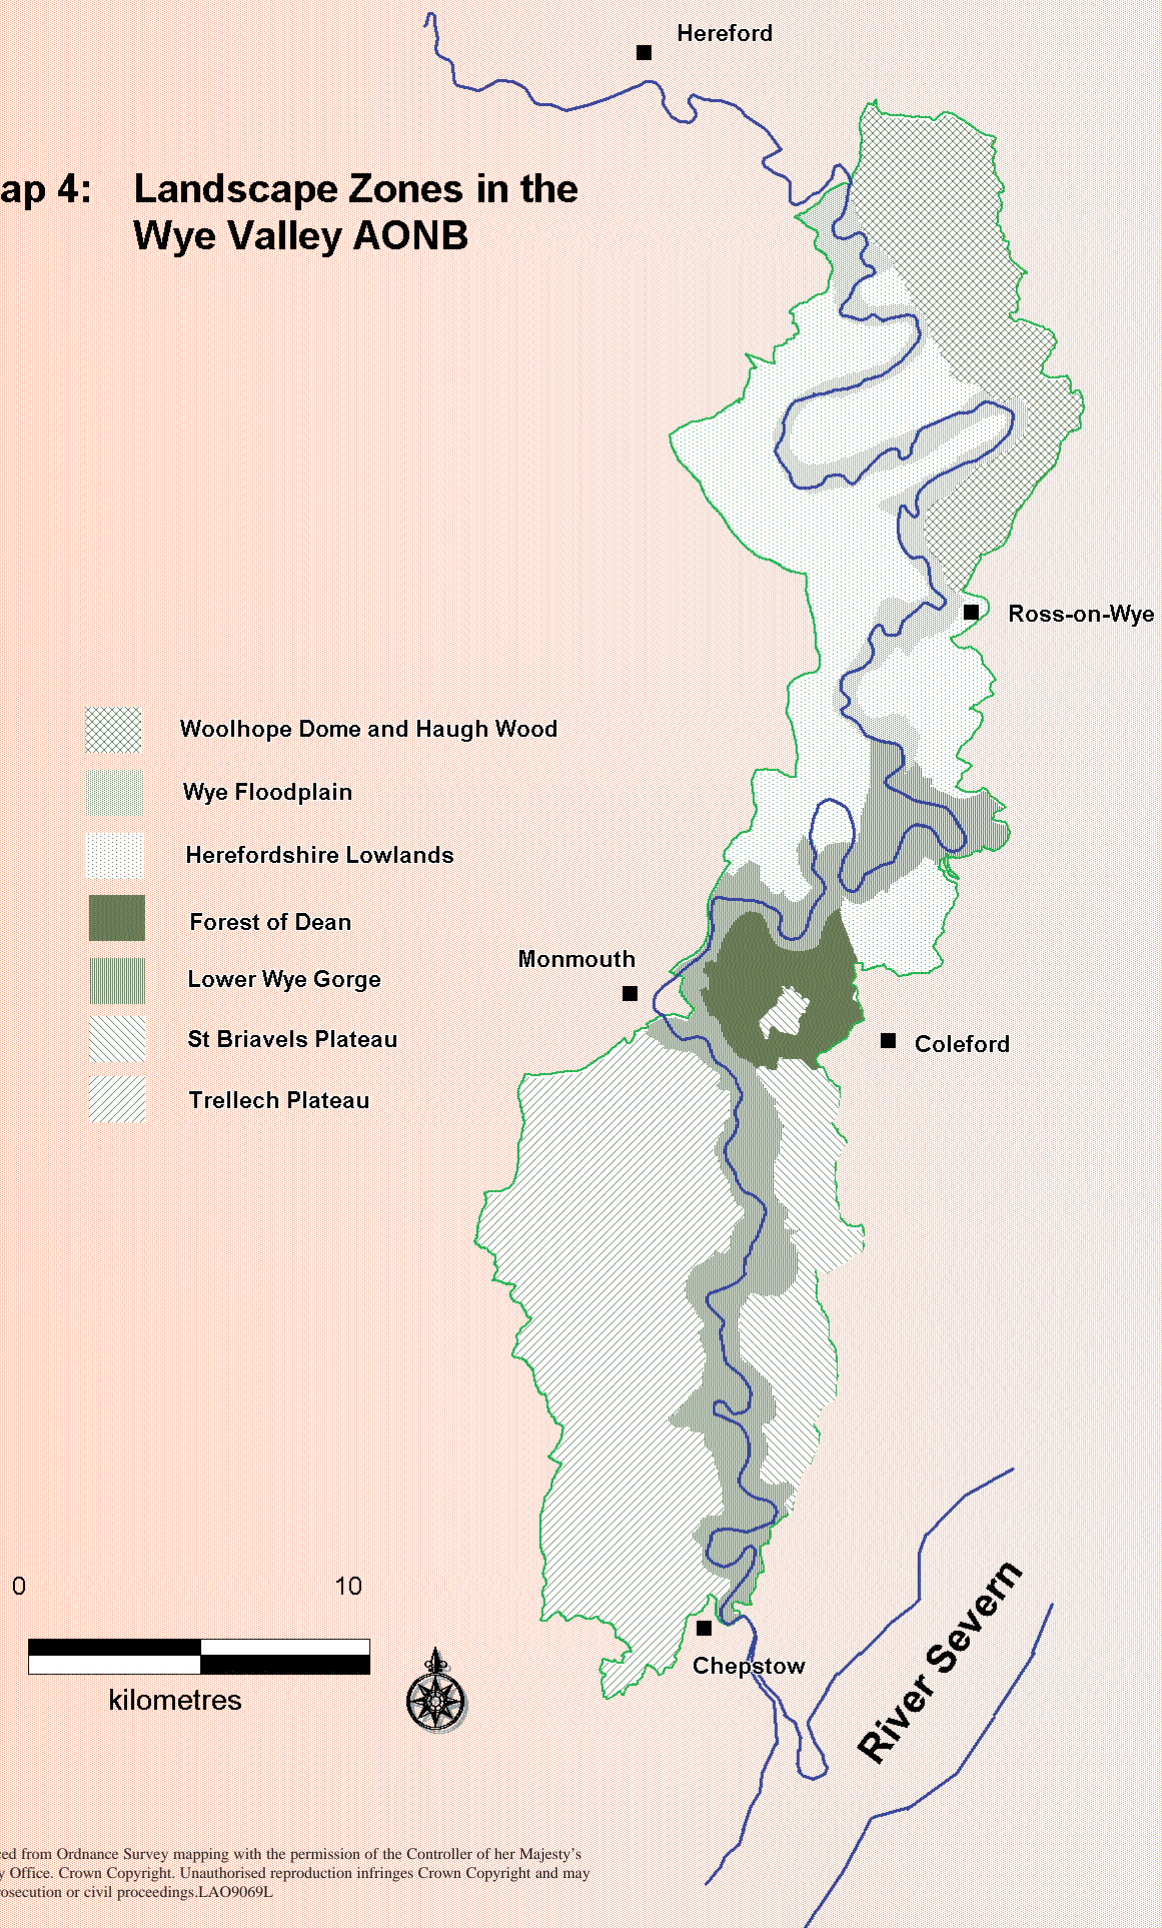 Hereford
ap 4: Landscape Zones in the
Wye Valley AONB
Ross-on-Wye
Woolhope Dome and Haugh Wood
Wye Floodplain
Herefordshire Lowlands
Forest of Dean
Monmouth
Lower Wye Gorge
St Briavels Plateau
Coleford
Trellech Plateau
0 10
kilometres
Chepstow
River Severn
ced from Ordnance Survey mapping with the permission of the Controller of her Majesty's
y Office. Crown Copyright. Unauthorised reproduction infringes Crown Copyright and may
rosecution or civil proceedings.LAO9069L